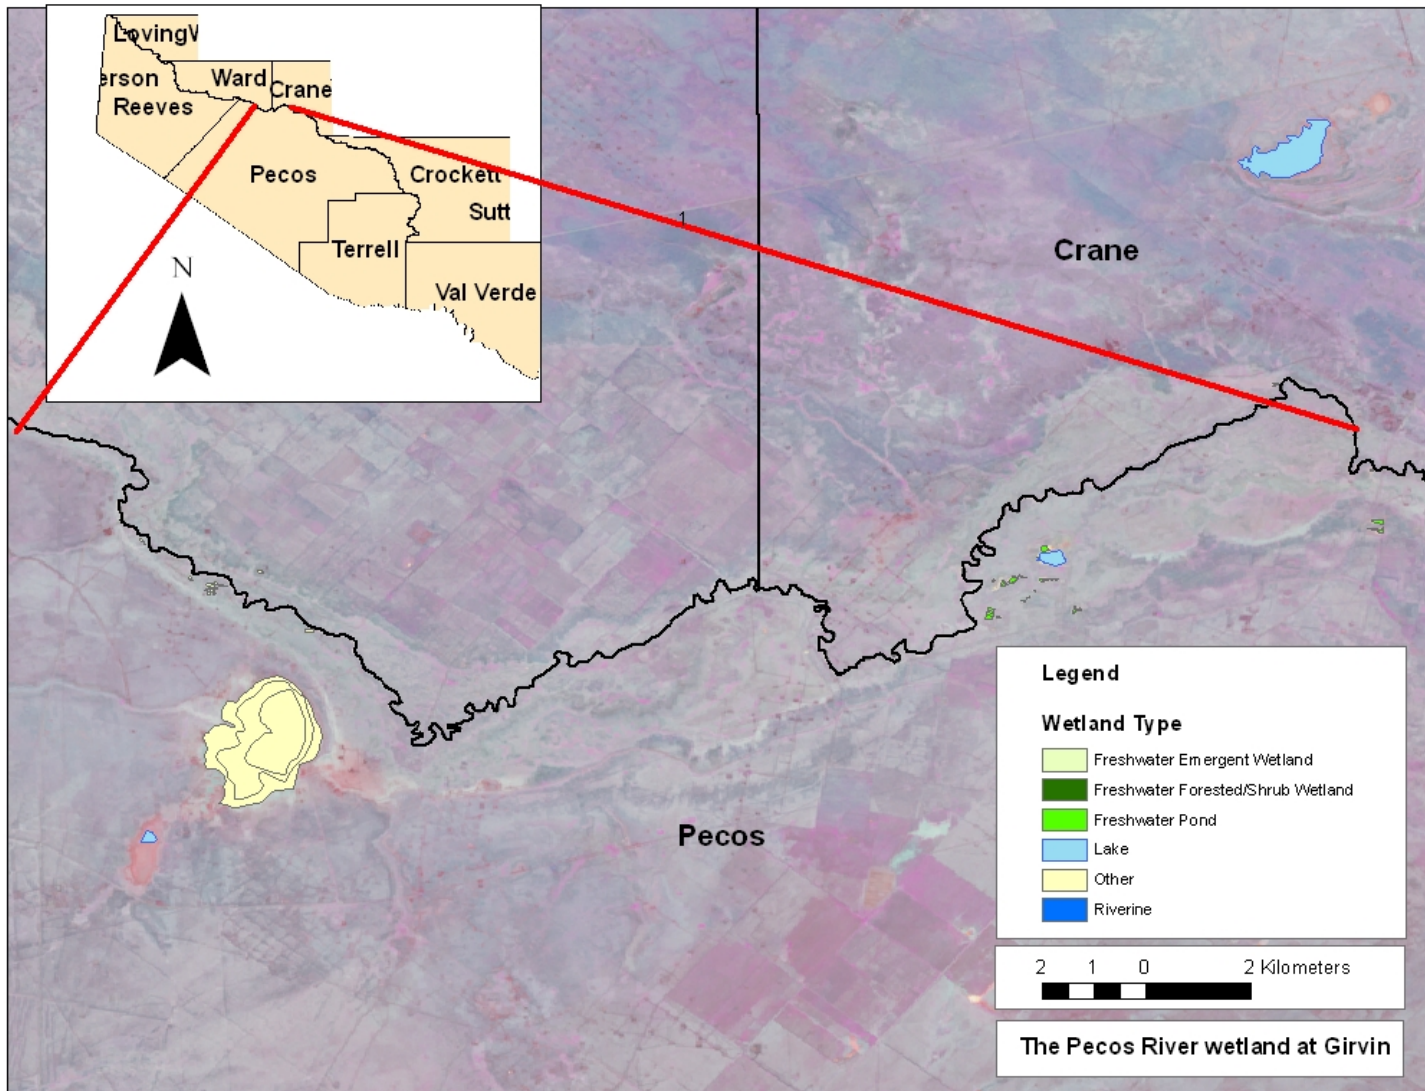 LovingW
erson
Ward
Crane
Reeves
Pecos
Crockett
Sutt
Terrell
Val Verde
N
1
Crane
Pecos
Legend
Wetland Type
Freshwater Emergent Wetland
Freshwater Forested/Shrub Wetland
Freshwater Pond
Lake
Other
Riverine
2 1 0 2 Kilometers
The Pecos River wetland at Girvin